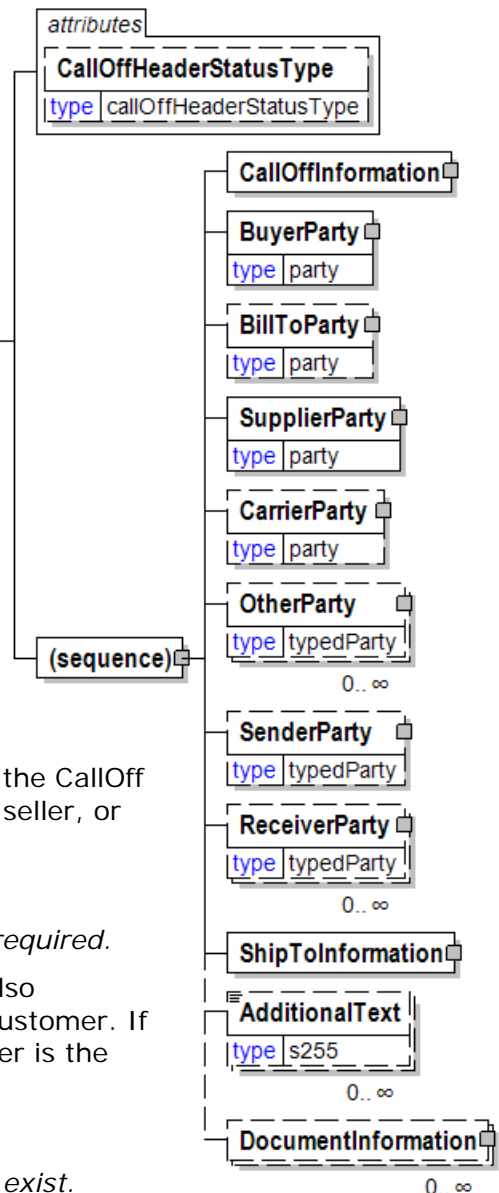 attributes
CallOffHeaderStatusType
type callOffHeaderStatusType
CallOffInformation
BuyerParty
type party
BillToParty
type party
SupplierParty
type party
CarrierParty
type party
OtherParty
type typedParty
0.. ∞
(sequence)
SenderParty
type typedParty
the CallOff
seller, or
ReceiverParty
type typedParty
0.. ∞
required.
ShipToInformation
lso
ustomer. If
er is the
AdditionalText
type s255
0.. ∞
DocumentInformation
exist.
0 ∞